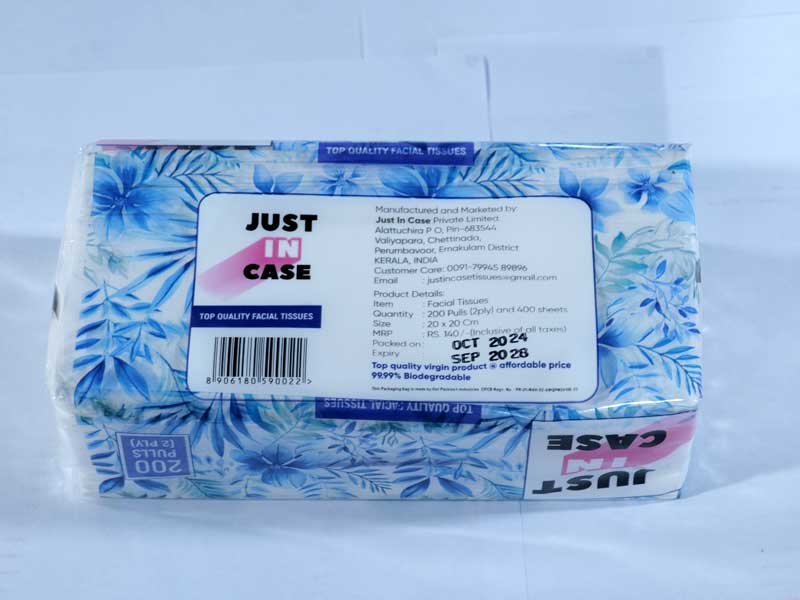 TOP QUALITY FACIAL TISSUES
JUST
IN
CASE
TOP QUALITY FACIAL TISSUES
8 906180 590022 >
Manufactured and Marketed by
Just In Case Private Limited.
Alattuchira P O, Pin-683544
Valiyapara, Chettinada,
Perumbavoor, Ernakulam District
KERALA, INDIA
Customer Care: 0091-79945 89896
Email : justincasetissues@gmail.com
Product Details:
Item : Facial Tissues
Quantity : 200 Pulls (2ply) and 400 sheets
Size : 20 x 20 Cm
MRP : RS. 140/-(Inclusive of all taxes)
Packed on : OCT 2024
Expiry SEP 2028
Top quality virgin product @ affordable price
99.99% Biodegradable
TOP QUALITY FACIAL TISSUES
200
PULLS
(2 PLY)
JUST
IN
CASE